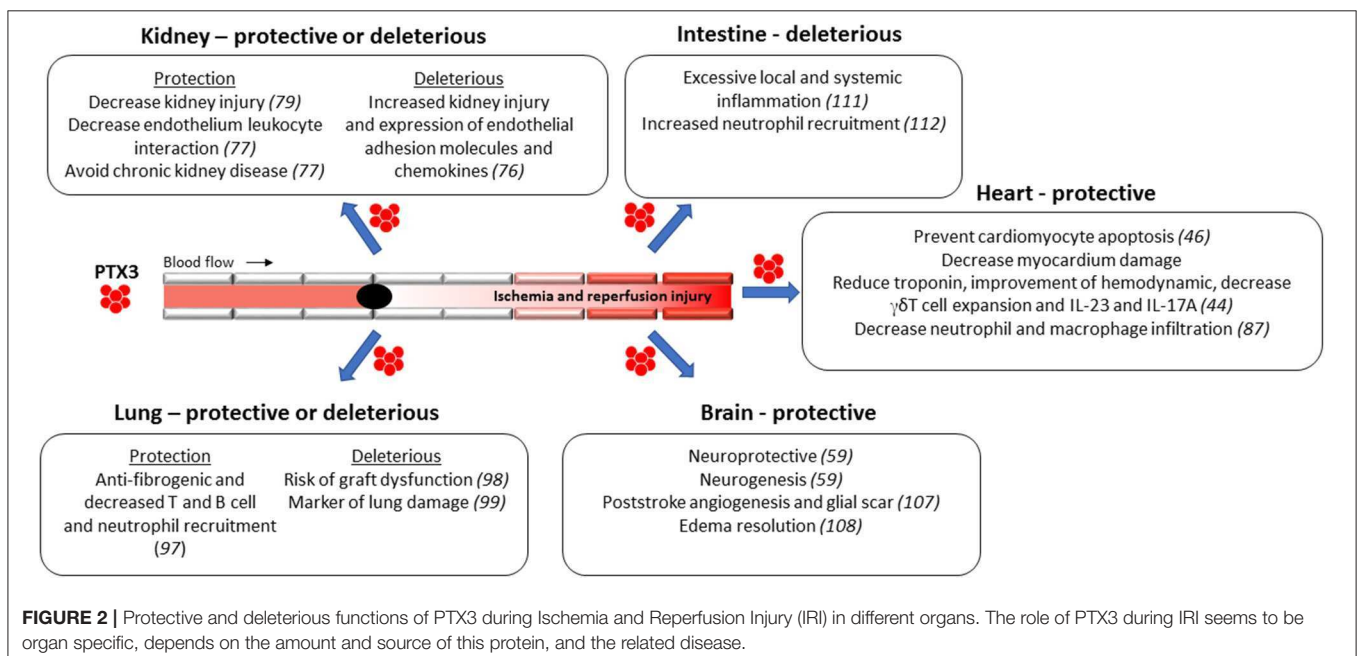 Kidney – protective or deleterious
Protection
Decrease kidney injury (79)
Decrease endothelium leukocyte
interaction (77)
Avoid chronic kidney disease (77)
Deleterious
Increased kidney injury
and expression of endothelial
adhesion molecules and
chemokines (76)
Intestine - deleterious
Excessive local and systemic
inflammation (111)
Increased neutrophil recruitment (112)
Heart - protective
Prevent cardiomyocyte apoptosis (46)
Decrease myocardium damage
Reduce troponin, improvement of hemodynamic, decrease
γδT cell expansion and IL-23 and IL-17A (44)
Decrease neutrophil and macrophage infiltration (87)
PTX3
Blood flow
Ischemia and reperfusion injury
Lung – protective or deleterious
Protection
Anti-fibrogenic and
decreased T and B cell
and neutrophil recruitment
(97)
Deleterious
Risk of graft dysfunction (98)
Marker of lung damage (99)
Brain - protective
Neuroprotective (59)
Neurogenesis (59)
Poststroke angiogenesis and glial scar (107)
Edema resolution (108)
FIGURE 2 | Protective and deleterious functions of PTX3 during Ischemia and Reperfusion Injury (IRI) in different organs. The role of PTX3 during IRI seems to be
organ specific, depends on the amount and source of this protein, and the related disease.